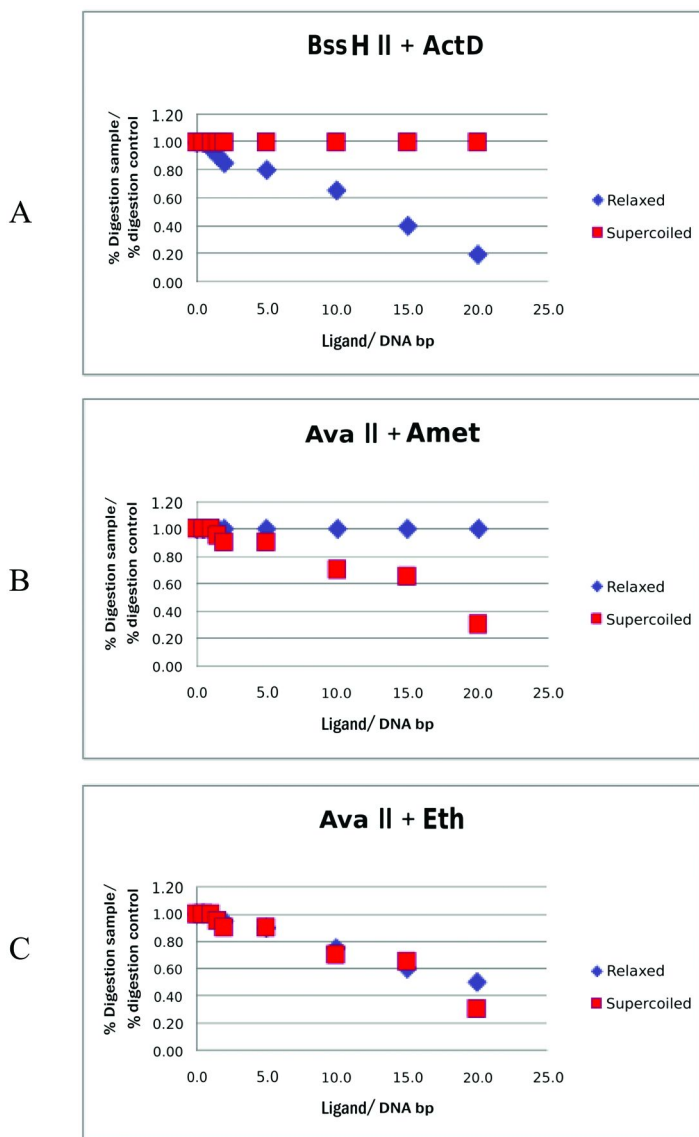 A
BssH II + ActD
% Digestion sample/
% digestion control
1.20
1.00
0.80
0.60
0.40
0.20
0.00
0.0 5.0 10.0 15.0 20.0 25.0
Ligand/ DNA bp
Relaxed
Supercoiled
B
Ava II + Amet
% Digestion sample/
% digestion control
1.20
1.00
0.80
0.60
0.40
0.20
0.00
0.0 5.0 10.0 15.0 20.0 25.0
Ligand/ DNA bp
Relaxed
Supercoiled
C
Ava II + Eth
% Digestion sample/
% digestion control
1.20
1.00
0.80
0.60
0.40
0.20
0.00
0.0 5.0 10.0 15.0 20.0 25.0
Ligand/ DNA bp
Relaxed
Supercoiled